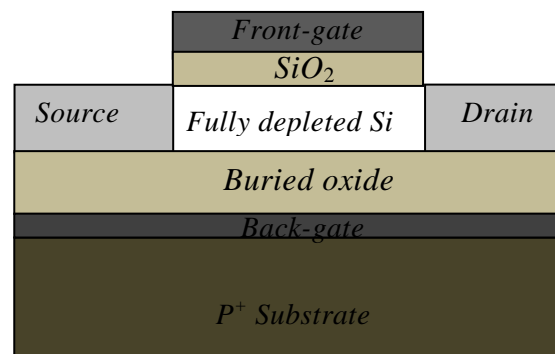 Front-gate
SiO₂
Source
Fully depleted Si
Drain
Buried oxide
Back-gate
P⁺ Substrate